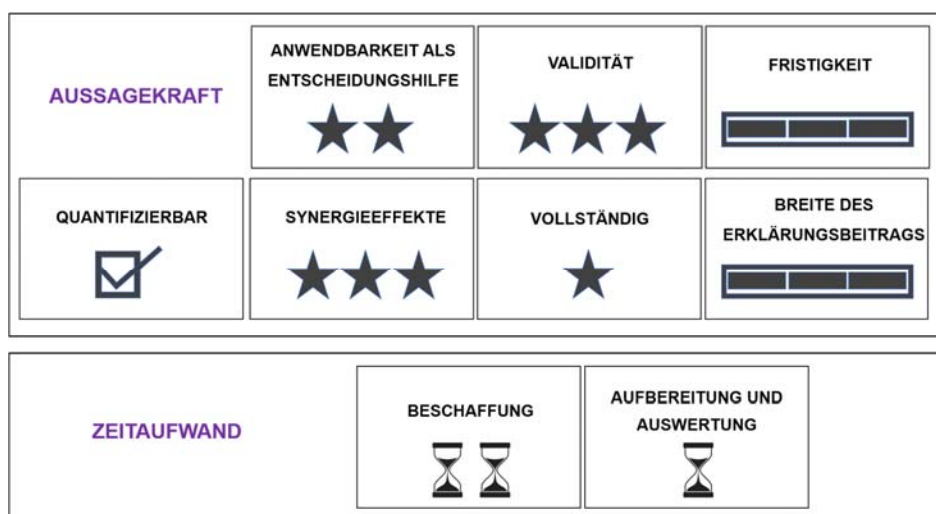 AUSSAGEKRAFT
ANWENDBARKEIT ALS
ENTSCHEIDUNGSHILFE
VALIDITÄT
FRISTIGKEIT
QUANTIFIZIERBAR
SYNERGIEEFFEKTE
VOLLSTÄNDIG
BREITE DES
ERKLÄRUNGSBEITRAGS
ZEITAUFWAND
BESCHAFFUNG
AUFBEREITUNG UND
AUSWERTUNG